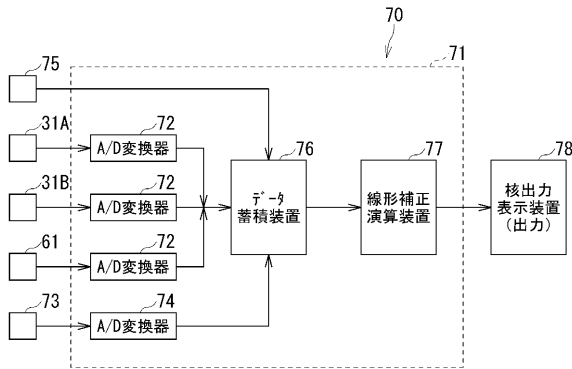 70
71
75
31A
72
A/D変換器
31B
72
A/D変換器
61
72
A/D変換器
73
74
A/D変換器
76
データ
蓄積装置
77
線形補正
演算装置
78
核出力
表示装置
(出力)